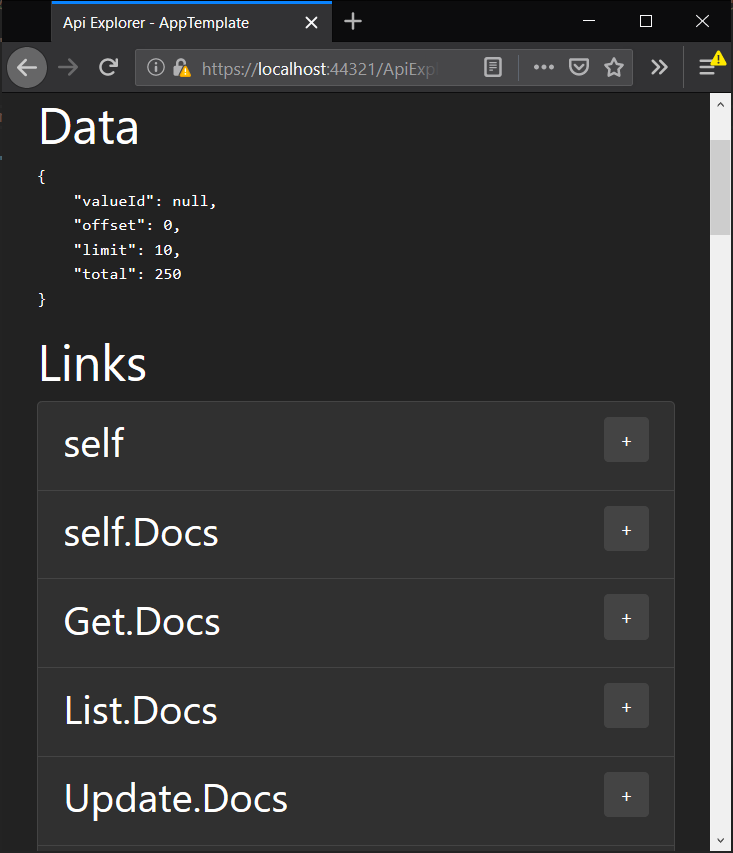 Api Explorer - AppTemplate
https://localhost:44321/ApiExpl
Data
{
"valueId": null,
"offset": 0,
"limit": 10,
"total": 250
}
Links
self
+
self.Docs
+
Get.Docs
+
List.Docs
+
Update.Docs
+